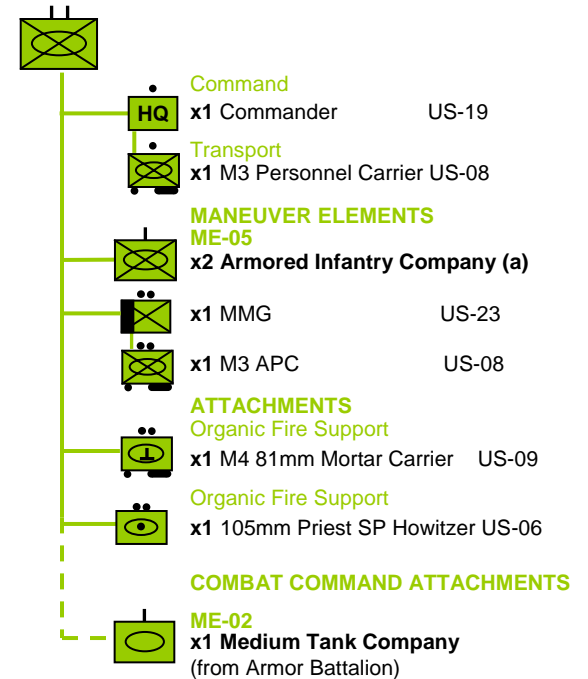 Command
HQ x1 Commander US-19
Transport
x1 M3 Personnel Carrier US-08
MANEUVER ELEMENTS
ME-05
x2 Armored Infantry Company (a)
x1 MMG US-23
x1 M3 APC US-08
ATTACHMENTS
Organic Fire Support
x1 M4 81mm Mortar Carrier US-09
Organic Fire Support
x1 105mm Priest SP Howitzer US-06
COMBAT COMMAND ATTACHMENTS
ME-02
x1 Medium Tank Company
(from Armor Battalion)